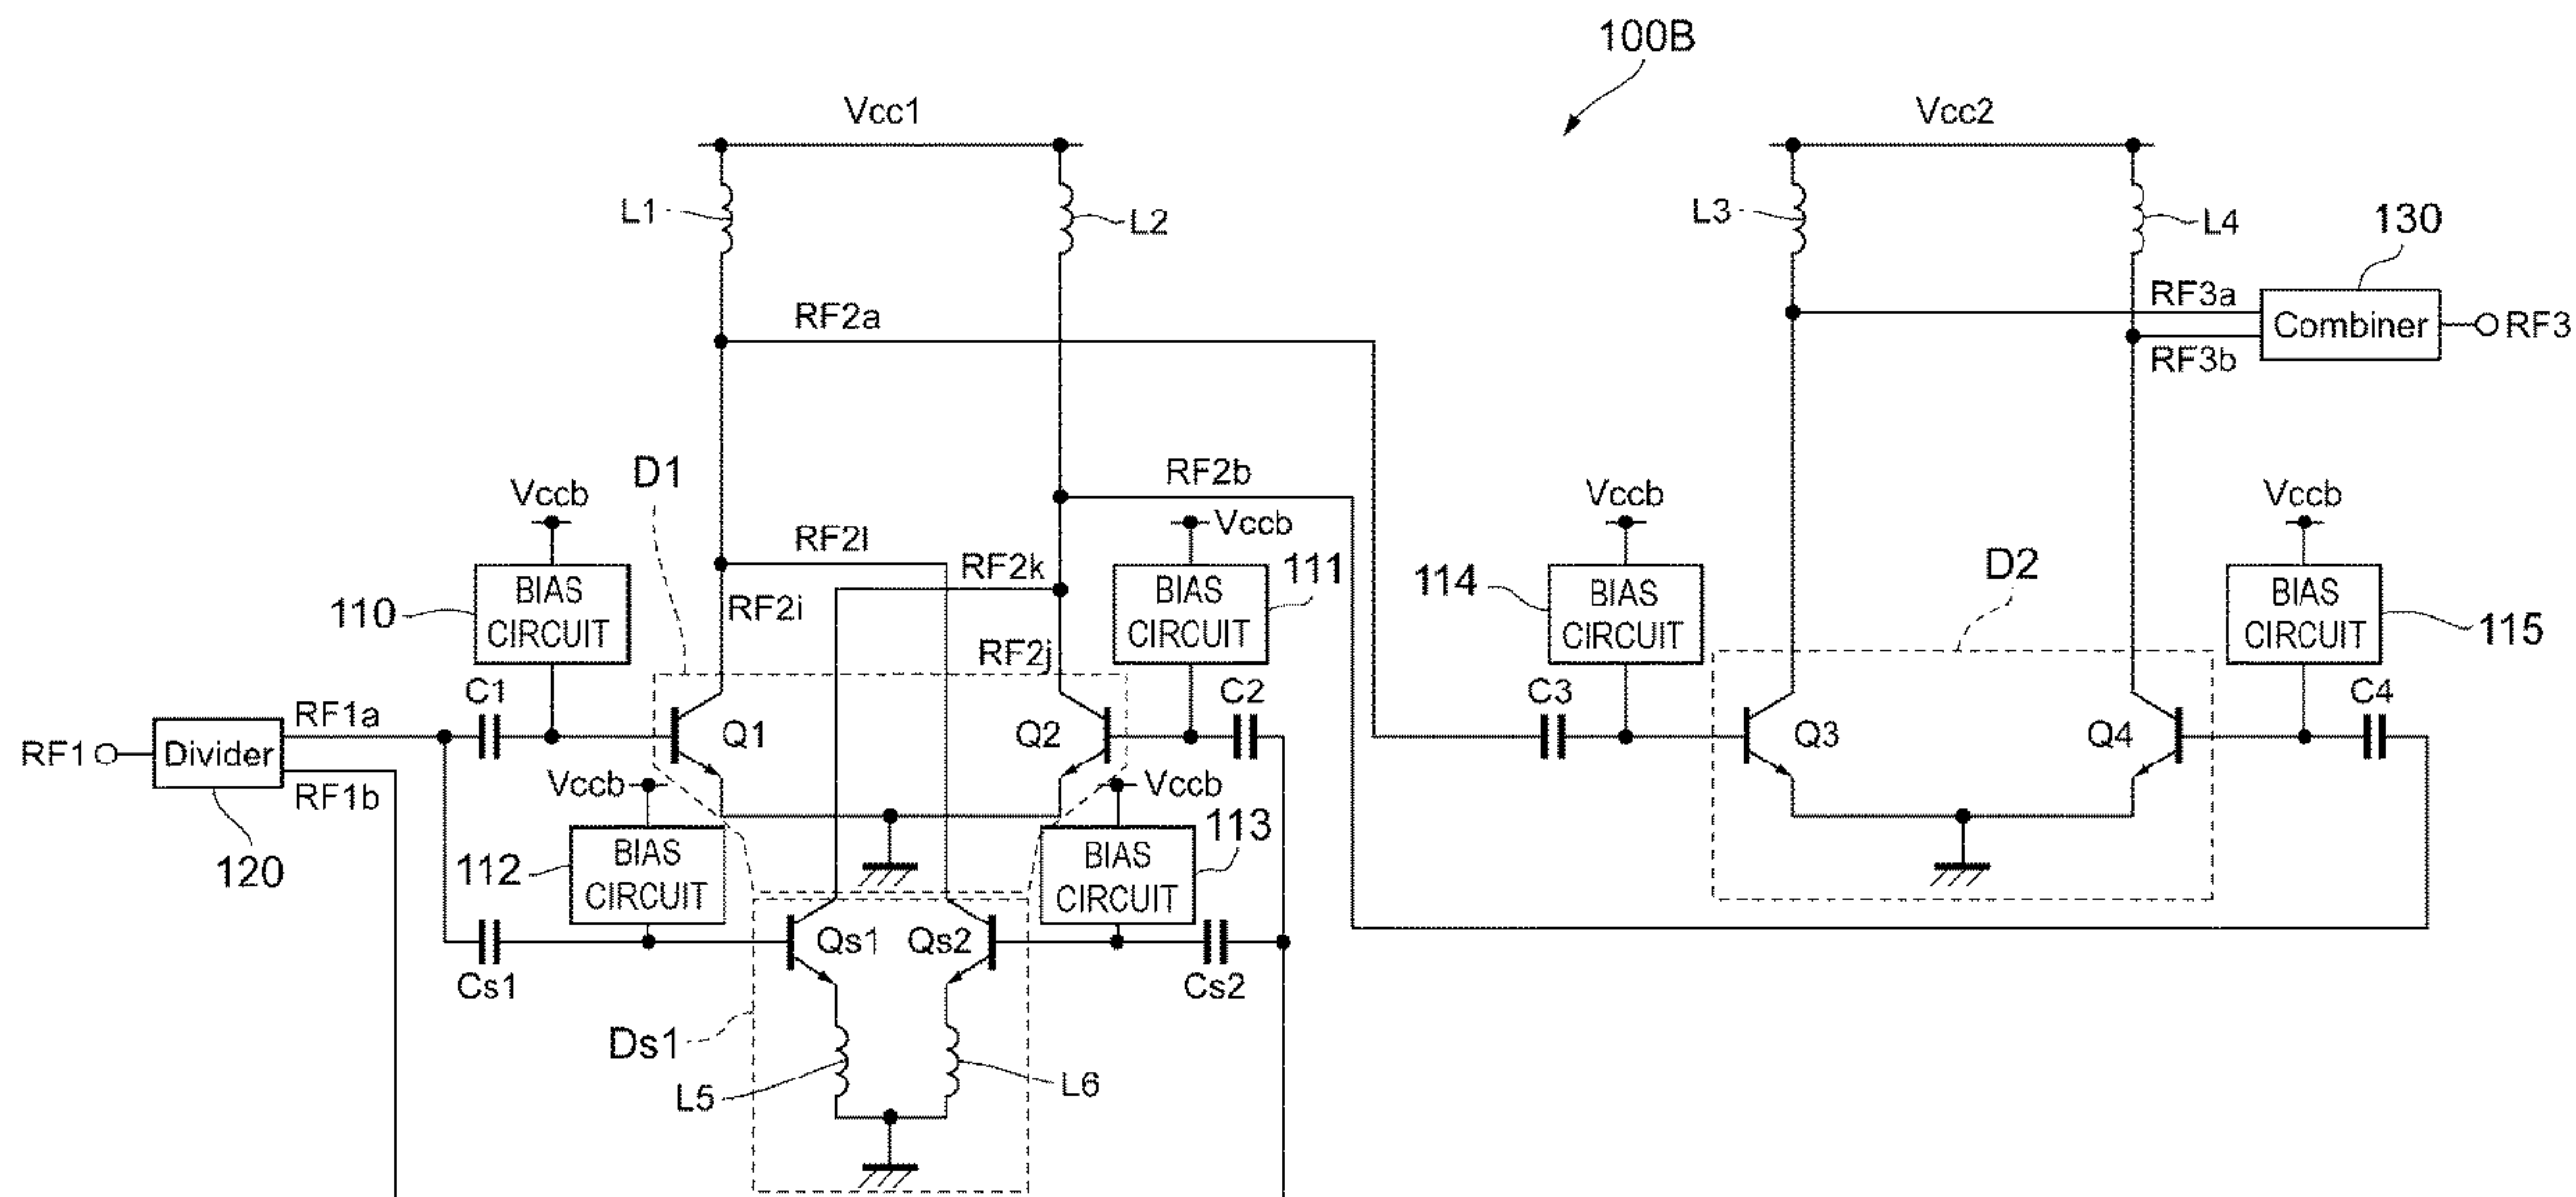 100B
Vcc1
Vcc2
L1
L2
L3
L4
130
RF3a
Combiner
RF3
RF3b
RF2a
D1
RF2b
Vccb
Vccb
Vccb
Vccb
RF2l
RF2k
111
114
D2
110
BIAS CIRCUIT
RF2i
BIAS CIRCUIT
BIAS CIRCUIT
BIAS CIRCUIT
115
RF2j
C1
C2
C3
C4
RF1a
RF1
Divider
Q1
Q2
Q3
Q4
RF1b
Vccb
Vccb
120
112
BIAS CIRCUIT
113
BIAS CIRCUIT
Qs1
Qs2
Cs1
Cs2
Ds1
L5
L6